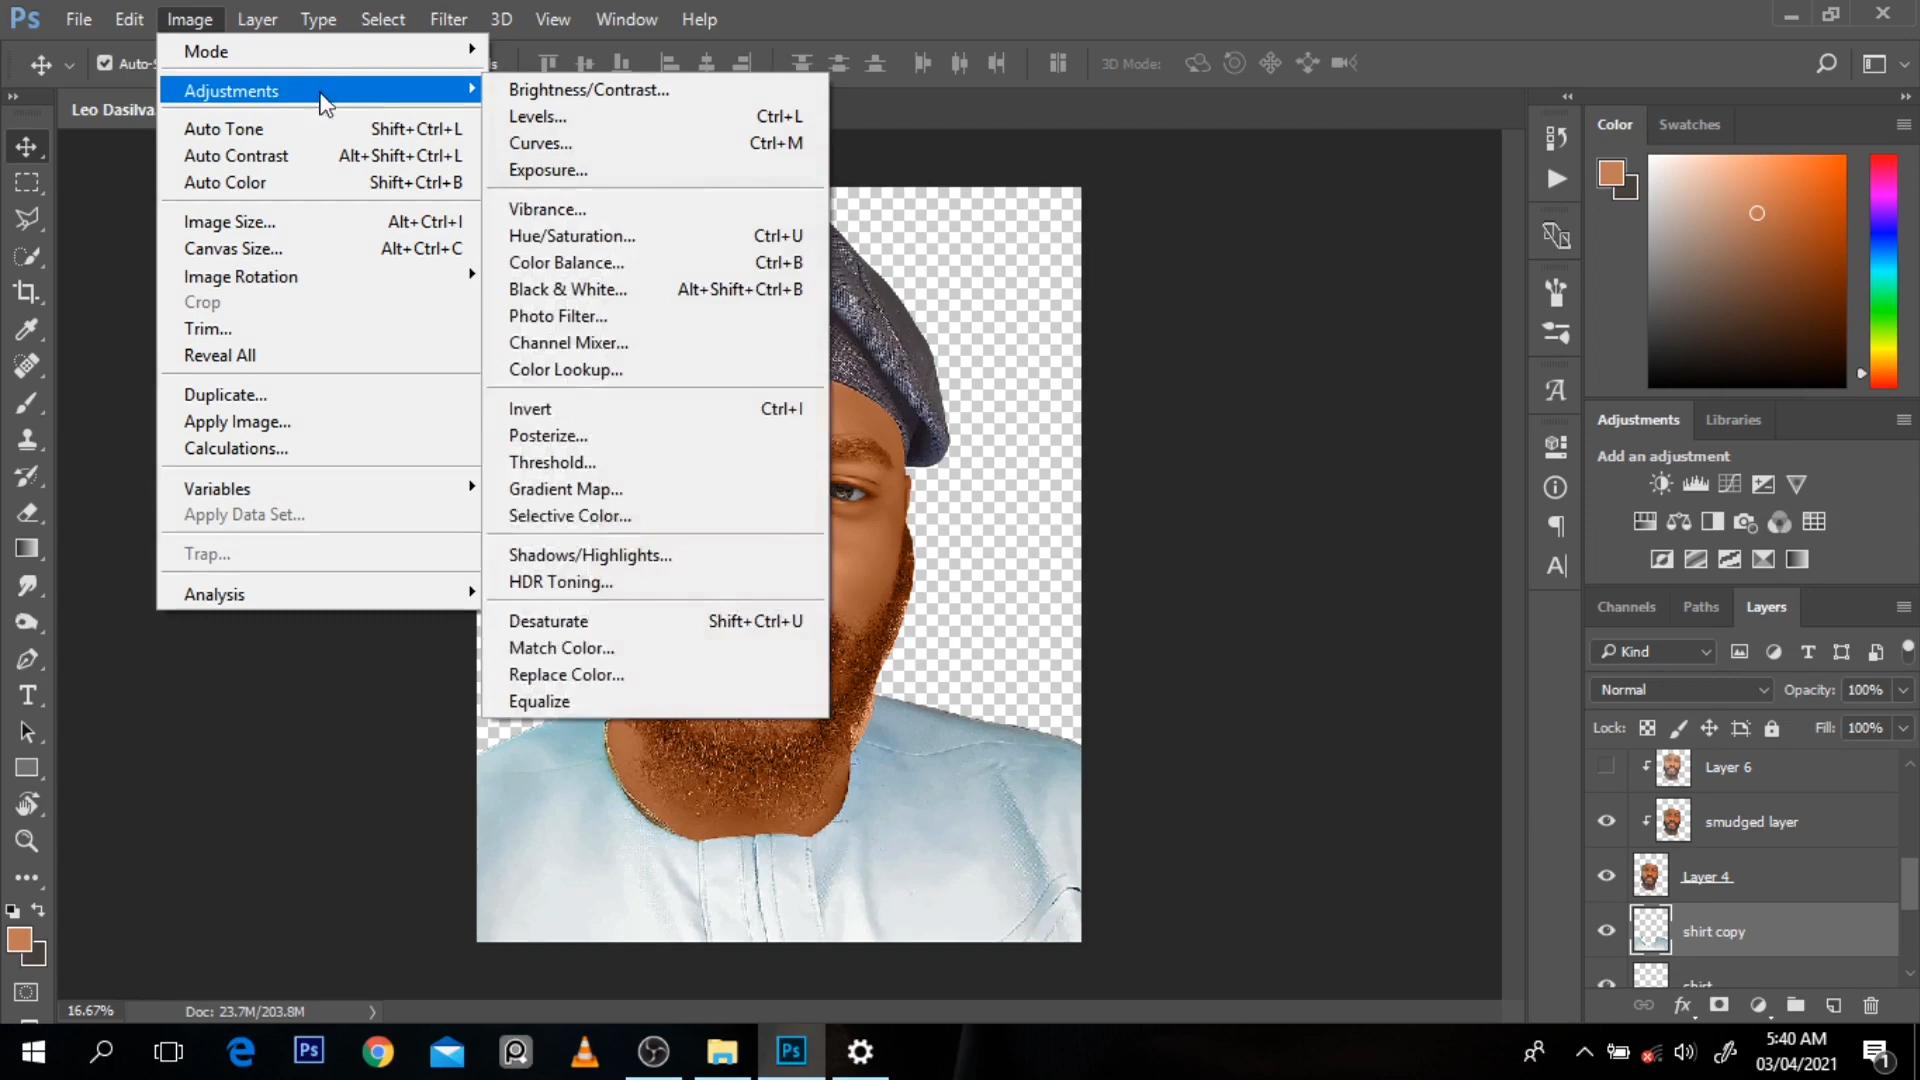 Ps File Edit Image Layer Type Select Filter 3D View Window Help
Auto-S
3D Mode:
Leo Dasilva
Mode
Adjustments
Auto Tone Shift+Ctrl+L
Auto Contrast Alt+Shift+Ctrl+L
Auto Color Shift+Ctrl+B
Image Size... Alt+Ctrl+I
Canvas Size... Alt+Ctrl+C
Image Rotation
Crop
Trim...
Reveal All
Duplicate...
Apply Image...
Calculations...
Variables
Apply Data Set...
Trap...
Analysis
Brightness/Contrast...
Levels... Ctrl+L
Curves... Ctrl+M
Exposure...
Vibrance...
Hue/Saturation... Ctrl+U
Color Balance... Ctrl+B
Black & White... Alt+Shift+Ctrl+B
Photo Filter...
Channel Mixer...
Color Lookup...
Invert Ctrl+I
Posterize...
Threshold...
Gradient Map...
Selective Color...
Shadows/Highlights...
HDR Toning...
Desaturate Shift+Ctrl+U
Match Color...
Replace Color...
Equalize
Color Swatches
Adjustments Libraries
Add an adjustment
Channels Paths Layers
Kind
Normal Opacity: 100%
Lock: Fill: 100%
Layer 6
smudged layer
Layer 4
shirt copy
shirt
16.67% Doc: 23.7M/203.8M
Ps
Ps
5:40 AM
03/04/2021
1